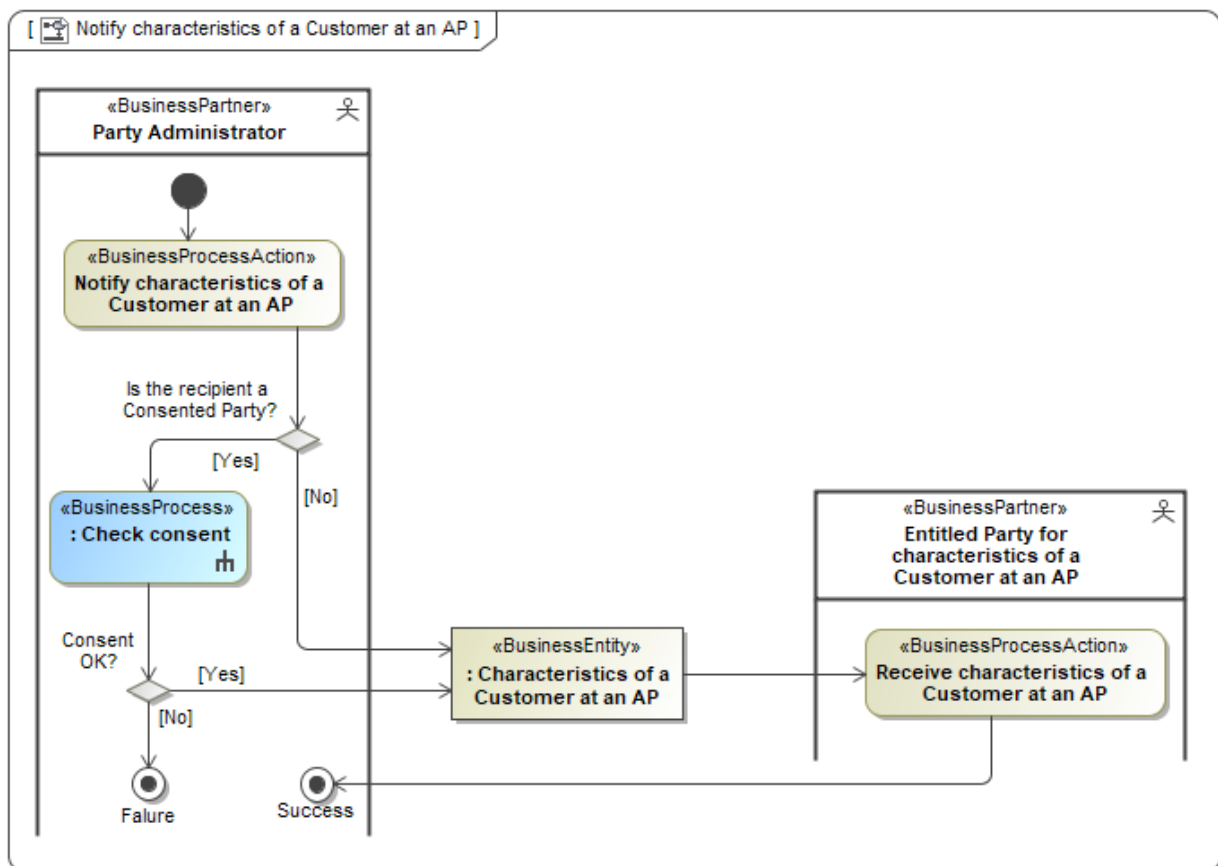 [ Notify characteristics of a Customer at an AP ]
«BusinessPartner»
Party Administrator
«BusinessProcessAction»
Notify characteristics of a
Customer at an AP
Is the recipient a
Consented Party?
[Yes]
[No]
«BusinessProcess»
: Check consent
Consent
OK?
[Yes]
[No]
Falure
Success
«BusinessEntity»
: Characteristics of a
Customer at an AP
«BusinessPartner»
Entitled Party for
characteristics of a
Customer at an AP
«BusinessProcessAction»
Receive characteristics of a
Customer at an AP